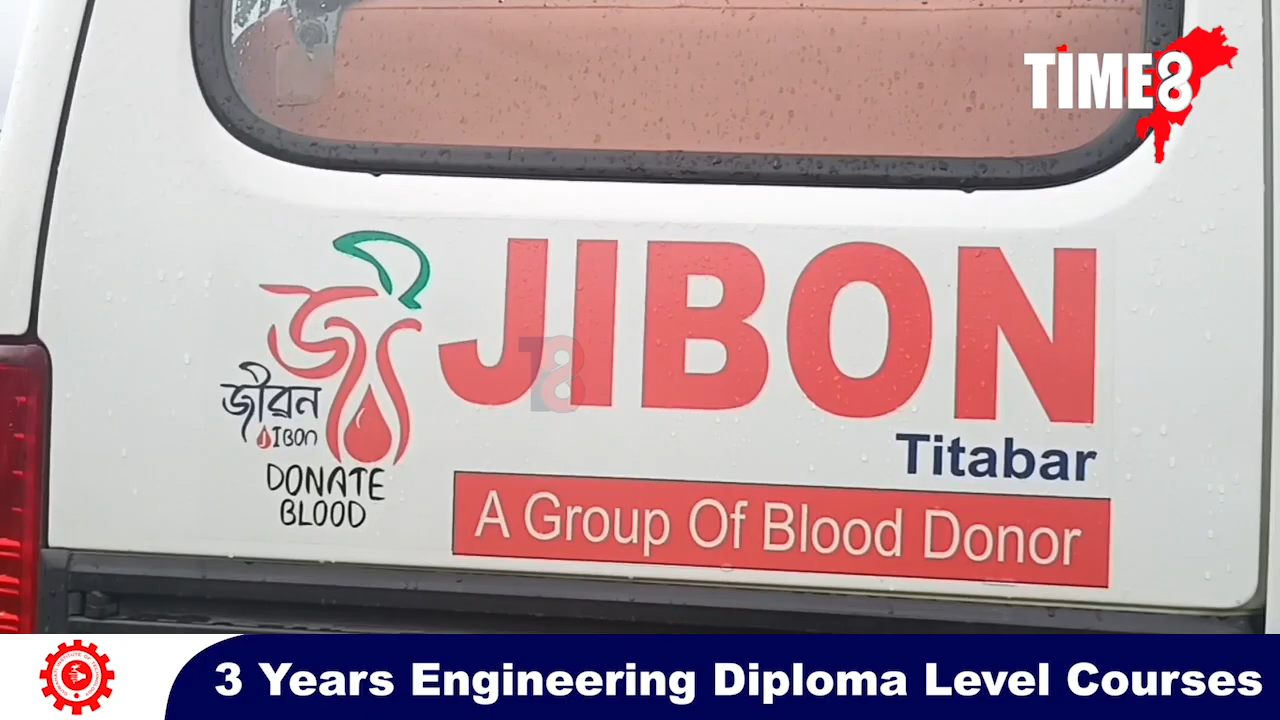 TIME8
জী
JIBON
জীৱন
JIBON
DONATE
BLOOD
Titabar
A Group Of Blood Donor
3 Years Engineering Diploma Level Courses